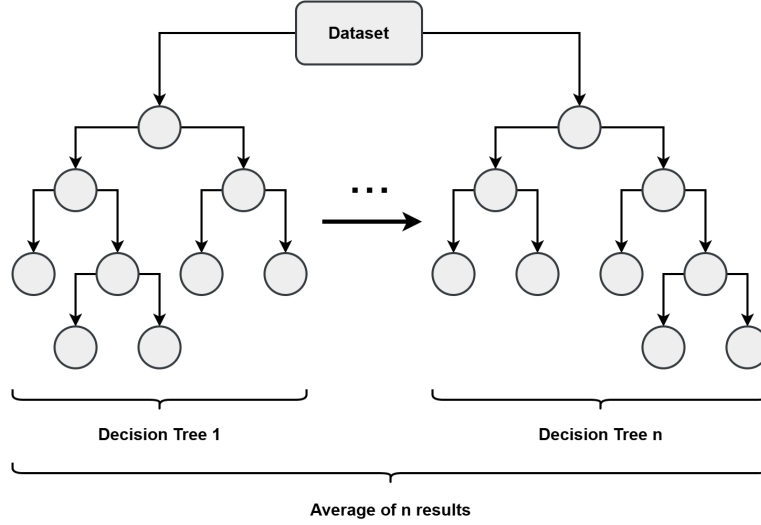 Dataset
...
Decision Tree 1
Decision Tree n
Average of n results